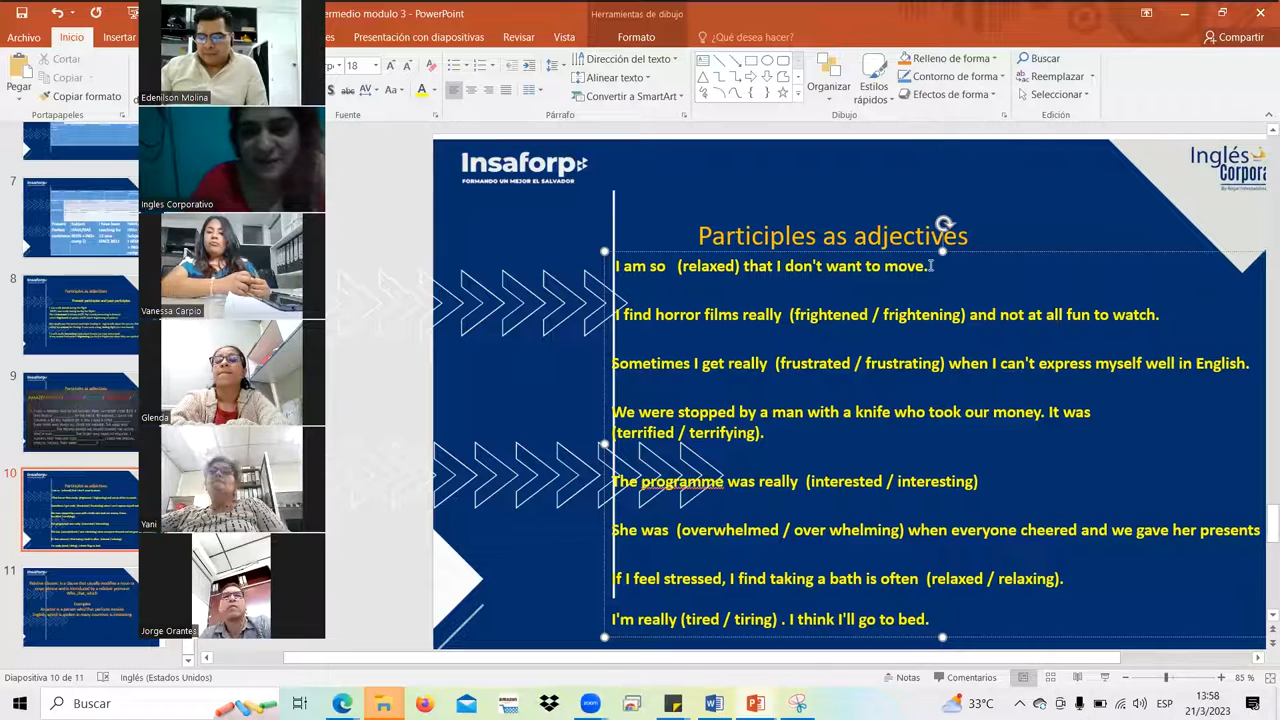 Herramientas de dibujo
Archivo Inicio Insertar Presentación con diapositivas Revisar Vista Formato ¿Qué desea hacer? Compartir
Pegar
Cortar
Copiar
Copiar formato
Portapapeles
18
Aa
Fuente
Dirección del texto
Alinear texto
Convertir a SmartArt
Párrafo
Organizar
Estilos rápidos
Relleno de forma
Contorno de forma
Efectos de forma
Dibujo
Buscar
Reemplazar
Seleccionar
Edición
Edenilson Molina
Ingles Corporativo
Vanessa Carpio
Glenda
Yani
Jorge Orantes
7
8
9
10
11
Insaforp
FORMANDO UN MEJOR EL SALVADOR
Inglés
Corpora
Participles as adjectives
I am so (relaxed) that I don't want to move.
I find horror films really (frightened / frightening) and not at all fun to watch.
Sometimes I get really (frustrated / frustrating) when I can't express myself well in English.
We were stopped by a man with a knife who took our money. It was
(terrified / terrifying).
The programme was really (interested / interesting)
She was (overwhelmed / over whelming) when everyone cheered and we gave her presents
If I feel stressed, I find taking a bath is often (relaxed / relaxing).
I'm really (tired / tiring) . I think I'll go to bed.
Diapositiva 10 de 11 Inglés (Estados Unidos) Notas Comentarios 85 %
Buscar
amazon
zoom
33°C ESP
13:58
21/3/2023